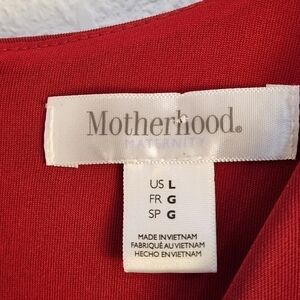 Motherhood®
MATERNITY
US L
FR G
SP G
MADE IN VIETNAM
FABRIQUÉ AU VIETNAM
HECHO EN VIETNAM